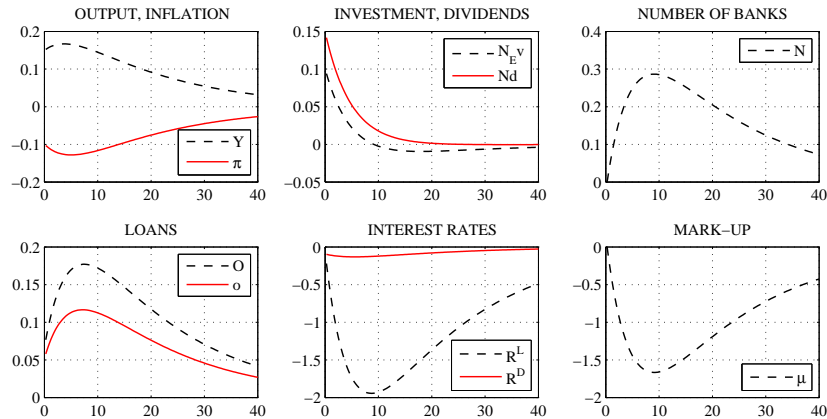 OUTPUT, INFLATION
0.2
0.1
0
−0.1
−0.2
Y
π
0 10 20 30 40
INVESTMENT, DIVIDENDS
0.15
0.1
0.05
0
−0.05
N_E v
Nd
0 10 20 30 40
NUMBER OF BANKS
0.4
0.3
0.2
0.1
0
N
0 10 20 30 40
LOANS
0.2
0.15
0.1
0.05
0
O
o
0 10 20 30 40
INTEREST RATES
0
−0.5
−1
−1.5
−2
R^L
R^D
0 10 20 30 40
MARK−UP
0
−0.5
−1
−1.5
−2
μ
0 10 20 30 40